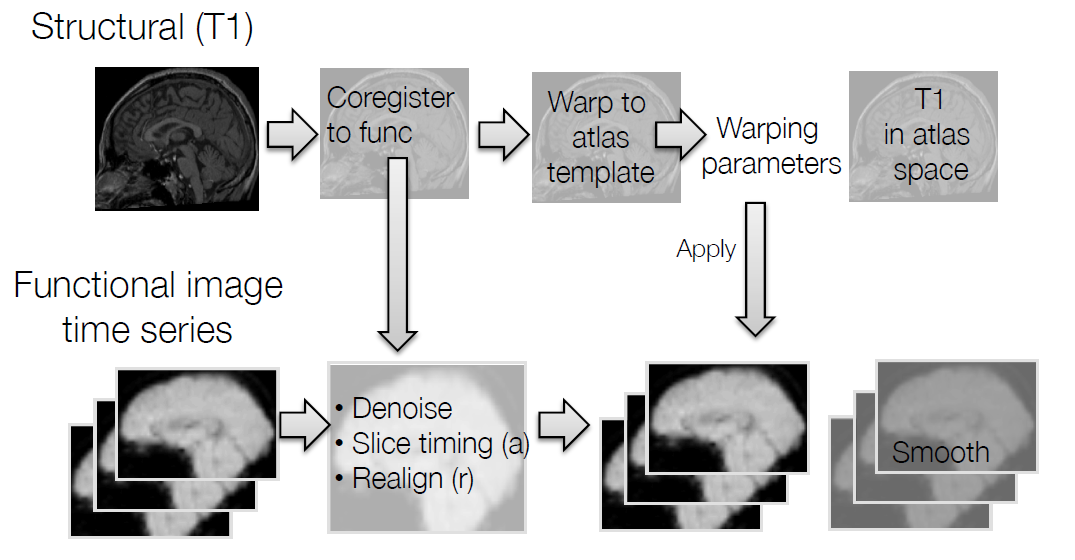 Structural (T1)
Coregister
to func
Warp to
atlas
template
Warping
parameters
T1
in atlas
space
Apply
Functional image
time series
• Denoise
• Slice timing (a)
• Realign (r)
Smooth